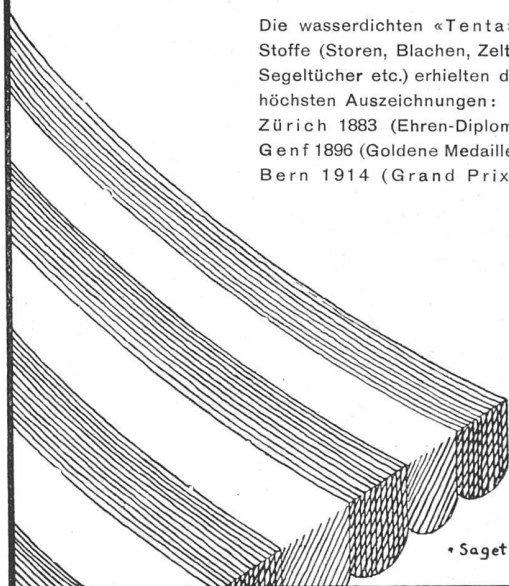 Die wasserdichten «Tenta»
Stoffe (Storen, Blachen, Zelt
Segeltücher etc.) erhielten d
höchsten Auszeichnungen:
Zürich 1883 (Ehren-Diplom
Genf 1896 (Goldene Medaille
Bern 1914 (Grand Prix
Saget